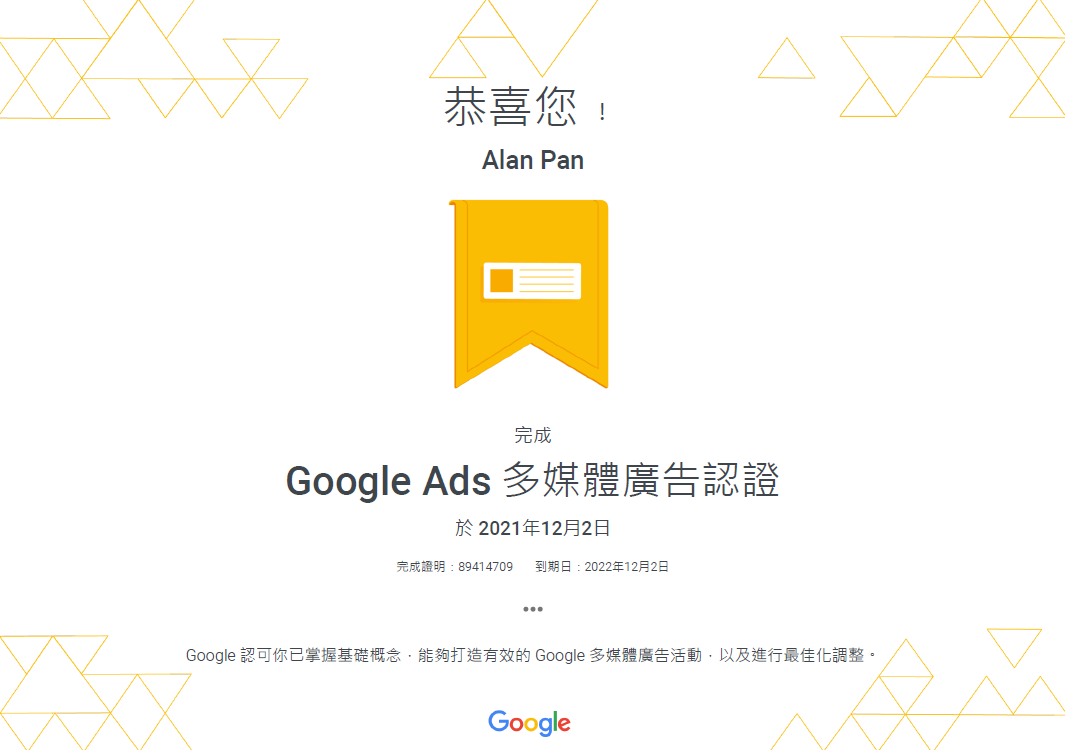 恭喜您 !
Alan Pan
完成
Google Ads 多媒體廣告認證
於 2021年12月2日
完成證明：89414709 到期日：2022年12月2日
•••
Google 認可你已掌握基礎概念，能夠打造有效的 Google 多媒體廣告活動，以及進行最佳化調整。
Google